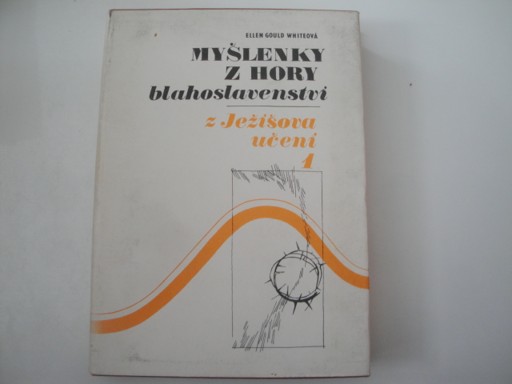 ELLEN GOULD WHITEOVÁ
MYŠLENKY
Z HORY
blahoslavenství
z Ježíšova
učení
1